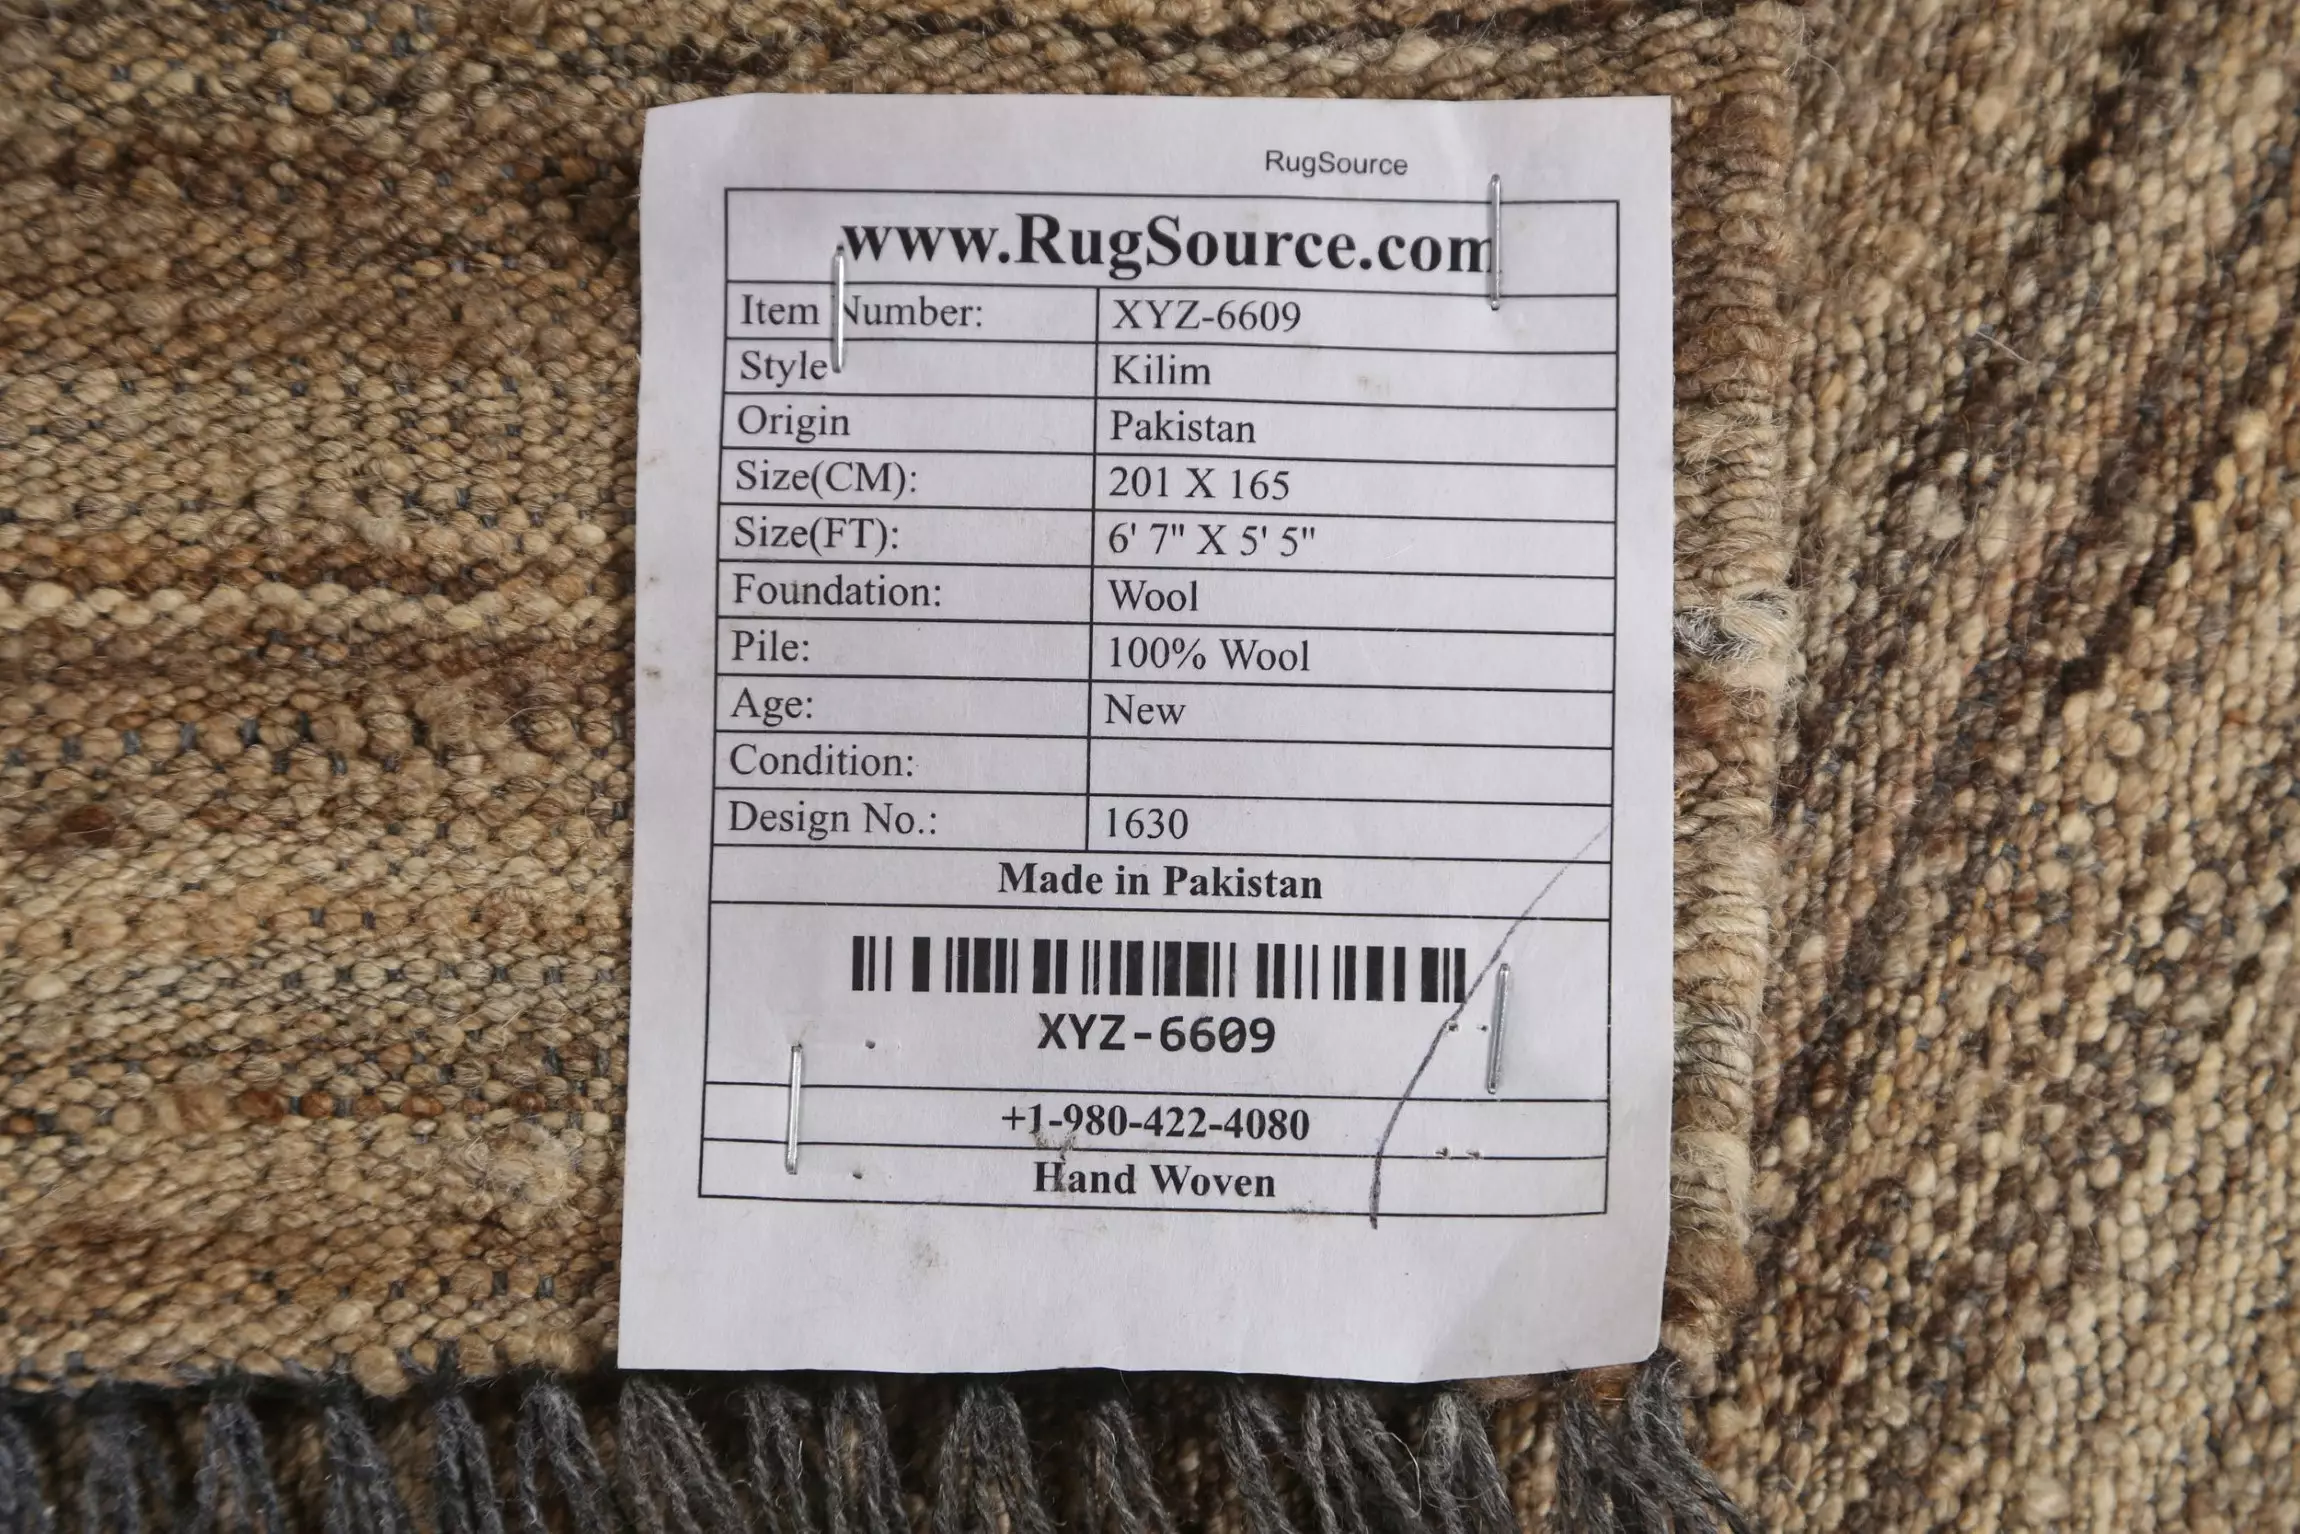 RugSource
www.RugSource.com
Item Number: XYZ-6609
Style Kilim
Origin Pakistan
Size(CM): 201 X 165
Size(FT): 6' 7" X 5' 5"
Foundation: Wool
Pile: 100% Wool
Age: New
Condition:
Design No.: 1630
Made in Pakistan
XYZ-6609
+1-980-422-4080
Hand Woven